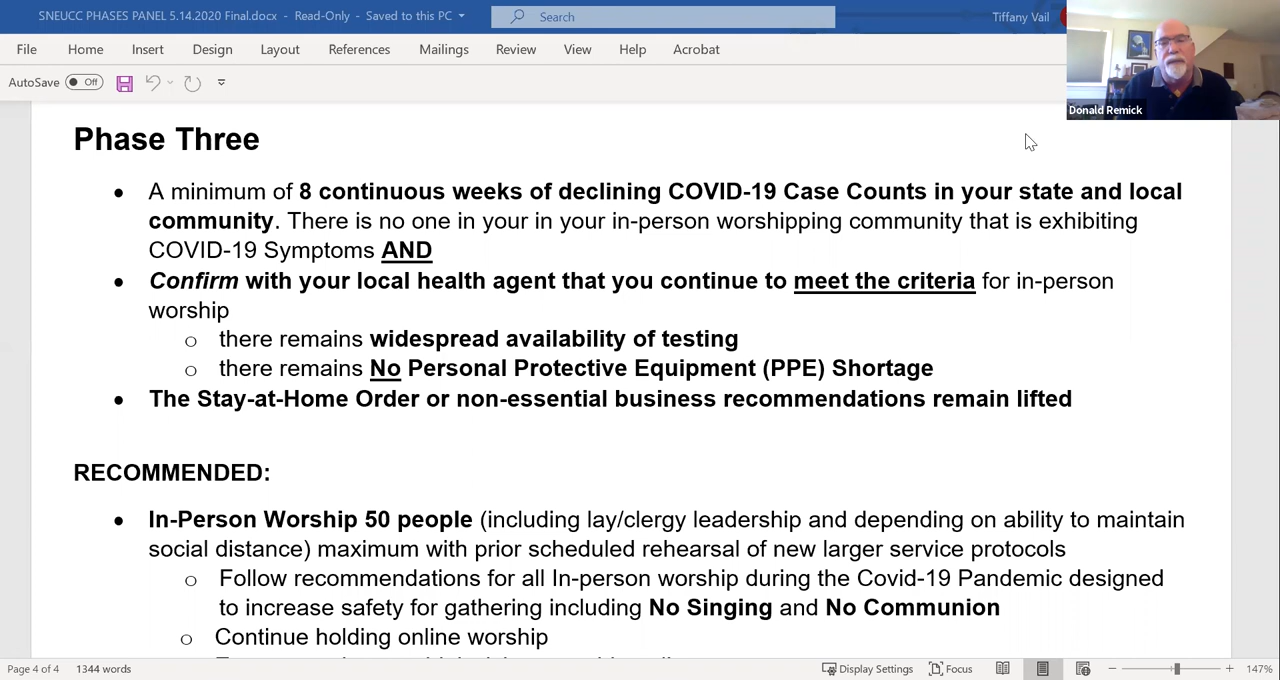 SNEUCC PHASES PANEL 5.14.2020 Final.docx - Read-Only - Saved to this PC
Search
Tiffany Vail
File Home Insert Design Layout References Mailings Review View Help Acrobat
AutoSave Off
Donald Remick
Phase Three
• A minimum of 8 continuous weeks of declining COVID-19 Case Counts in your state and local
community. There is no one in your in your in-person worshipping community that is exhibiting
COVID-19 Symptoms AND
• Confirm with your local health agent that you continue to meet the criteria for in-person
worship
o there remains widespread availability of testing
o there remains No Personal Protective Equipment (PPE) Shortage
• The Stay-at-Home Order or non-essential business recommendations remain lifted
RECOMMENDED:
• In-Person Worship 50 people (including lay/clergy leadership and depending on ability to maintain
social distance) maximum with prior scheduled rehearsal of new larger service protocols
o Follow recommendations for all In-person worship during the Covid-19 Pandemic designed
to increase safety for gathering including No Singing and No Communion
o Continue holding online worship
Page 4 of 4 1344 words
Display Settings Focus 147%